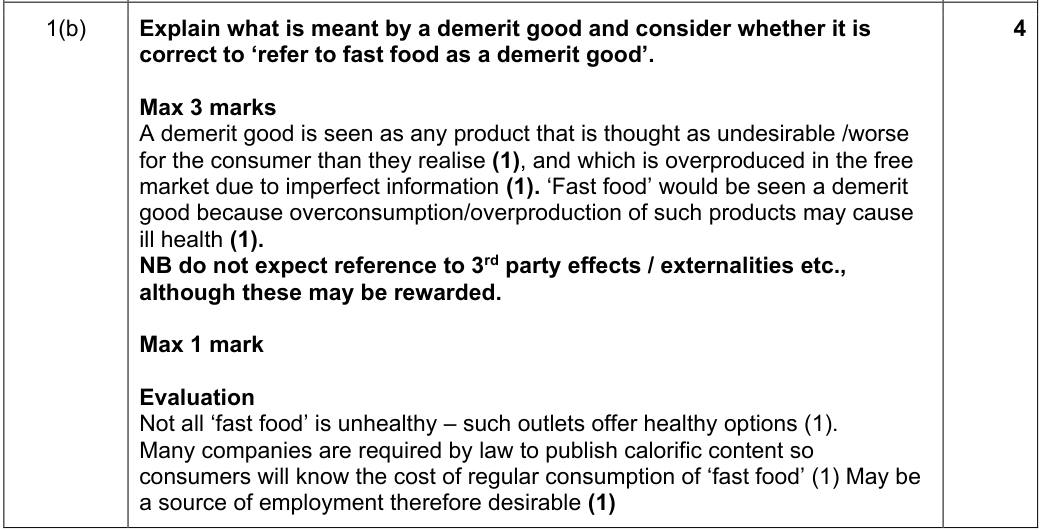 1(b) Explain what is meant by a demerit good and consider whether it is 4
correct to ‘refer to fast food as a demerit good’.
Max 3 marks
A demerit good is seen as any product that is thought as undesirable /worse
for the consumer than they realise (1), and which is overproduced in the free
market due to imperfect information (1). ‘Fast food’ would be seen a demerit
good because overconsumption/overproduction of such products may cause
ill health (1).
NB do not expect reference to 3rd party effects / externalities etc.,
although these may be rewarded.
Max 1 mark
Evaluation
Not all ‘fast food’ is unhealthy – such outlets offer healthy options (1).
Many companies are required by law to publish calorific content so
consumers will know the cost of regular consumption of ‘fast food’ (1) May be
a source of employment therefore desirable (1)